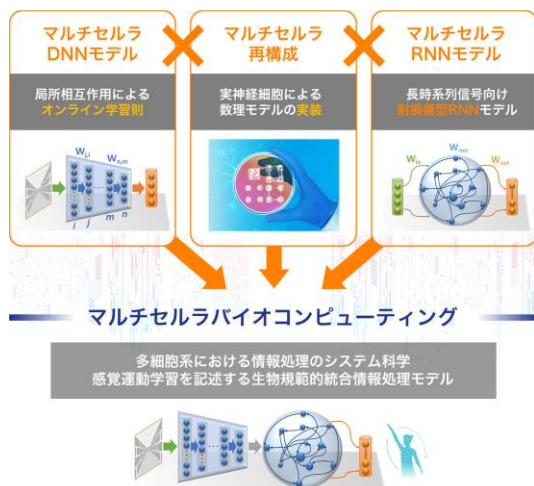 マルチセルラ
DNNモデル
マルチセルラ
再構成
マルチセルラ
RNNモデル
局所相互作用による
オンライン学習則
実神経細胞による
数理モデルの実装
長時系列信号向け
耐損傷型RNNモデル
Wj,i
Wn,m
i
j
m
n
Win
Wrnn
Wout
マルチセルラバイオコンピューティング
多細胞系における情報処理のシステム科学
感覚運動学習を記述する生物規範的統合情報処理モデル